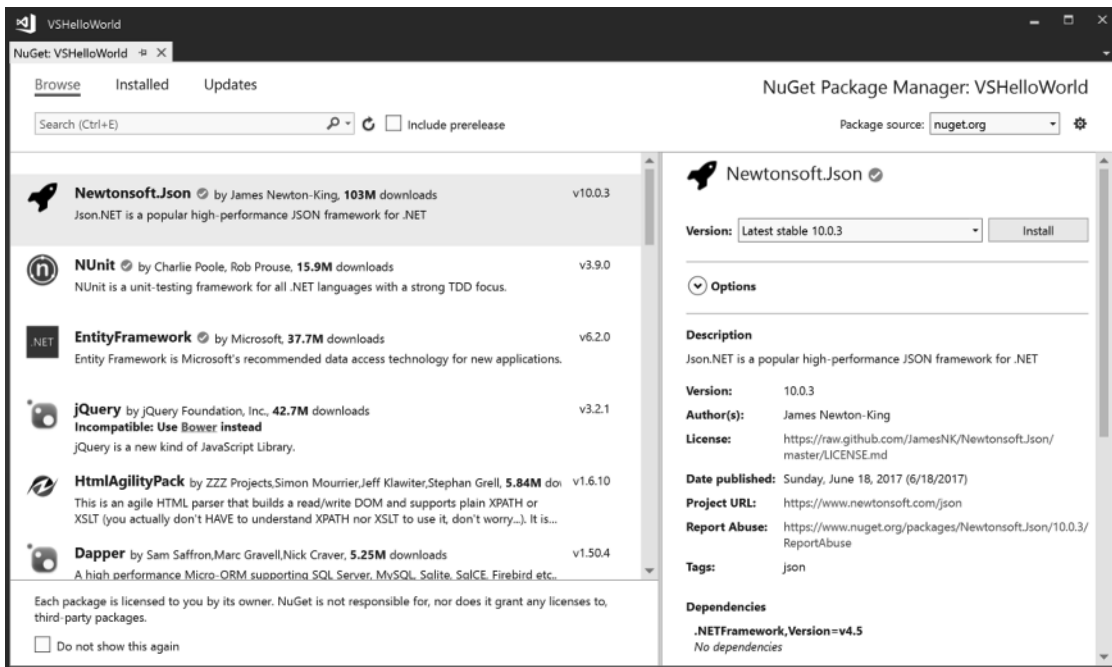 VSHelloWorld
NuGet: VSHelloWorld
Browse Installed Updates
NuGet Package Manager: VSHelloWorld
Search (Ctrl+E)
Include prerelease
Package source: nuget.org
Newtonsoft.Json by James Newton-King, 103M downloads v10.0.3
Json.NET is a popular high-performance JSON framework for .NET
NUnit by Charlie Poole, Rob Prouse, 15.9M downloads v3.9.0
NUnit is a unit-testing framework for all .NET languages with a strong TDD focus.
.NET
EntityFramework by Microsoft, 37.7M downloads v6.2.0
Entity Framework is Microsoft's recommended data access technology for new applications.
jQuery by jQuery Foundation, Inc., 42.7M downloads v3.2.1
Incompatible: Use Bower instead
jQuery is a new kind of JavaScript Library.
HtmlAgilityPack by ZZZ Projects,Simon Mourrier,Jeff Klawiter,Stephan Grell, 5.84M dov v1.6.10
This is an agile HTML parser that builds a read/write DOM and supports plain XPATH or
XSLT (you actually don't HAVE to understand XPATH nor XSLT to use it, don't worry...). It is...
Dapper by Sam Saffron,Marc Gravell,Nick Craver, 5.25M downloads v1.50.4
A high performance Micro-ORM supporting SQL Server, MySQL, Sqlite, SqlCE, Firebird etc..
Each package is licensed to you by its owner. NuGet is not responsible for, nor does it grant any licenses to,
third-party packages.
Do not show this again
Newtonsoft.Json
Version: Latest stable 10.0.3 Install
Options
Description
Json.NET is a popular high-performance JSON framework for .NET
Version: 10.0.3
Author(s): James Newton-King
License: https://raw.github.com/JamesNK/Newtonsoft.Json/
master/LICENSE.md
Date published: Sunday, June 18, 2017 (6/18/2017)
Project URL: https://www.newtonsoft.com/json
Report Abuse: https://www.nuget.org/packages/Newtonsoft.Json/10.0.3/
ReportAbuse
Tags: json
Dependencies
.NETFramework,Version=v4.5
No dependencies